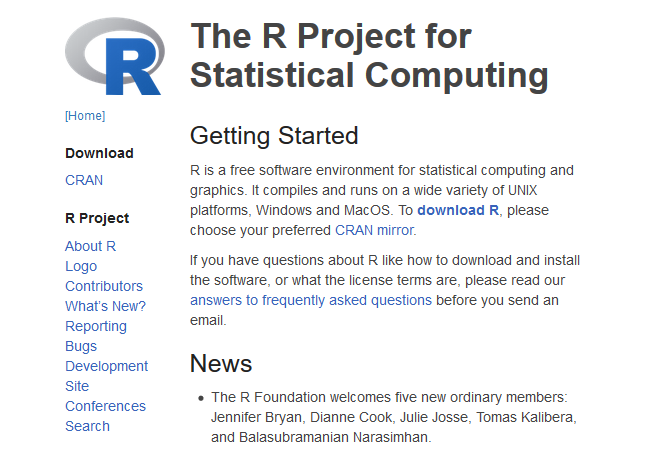 R
The R Project for
Statistical Computing
[Home]
Download
CRAN
R Project
About R
Logo
Contributors
What's New?
Reporting
Bugs
Development
Site
Conferences
Search
Getting Started
R is a free software environment for statistical computing and
graphics. It compiles and runs on a wide variety of UNIX
platforms, Windows and MacOS. To download R, please
choose your preferred CRAN mirror.
If you have questions about R like how to download and install
the software, or what the license terms are, please read our
answers to frequently asked questions before you send an
email.
News
• The R Foundation welcomes five new ordinary members:
Jennifer Bryan, Dianne Cook, Julie Josse, Tomas Kalibera,
and Balasubramanian Narasimhan.